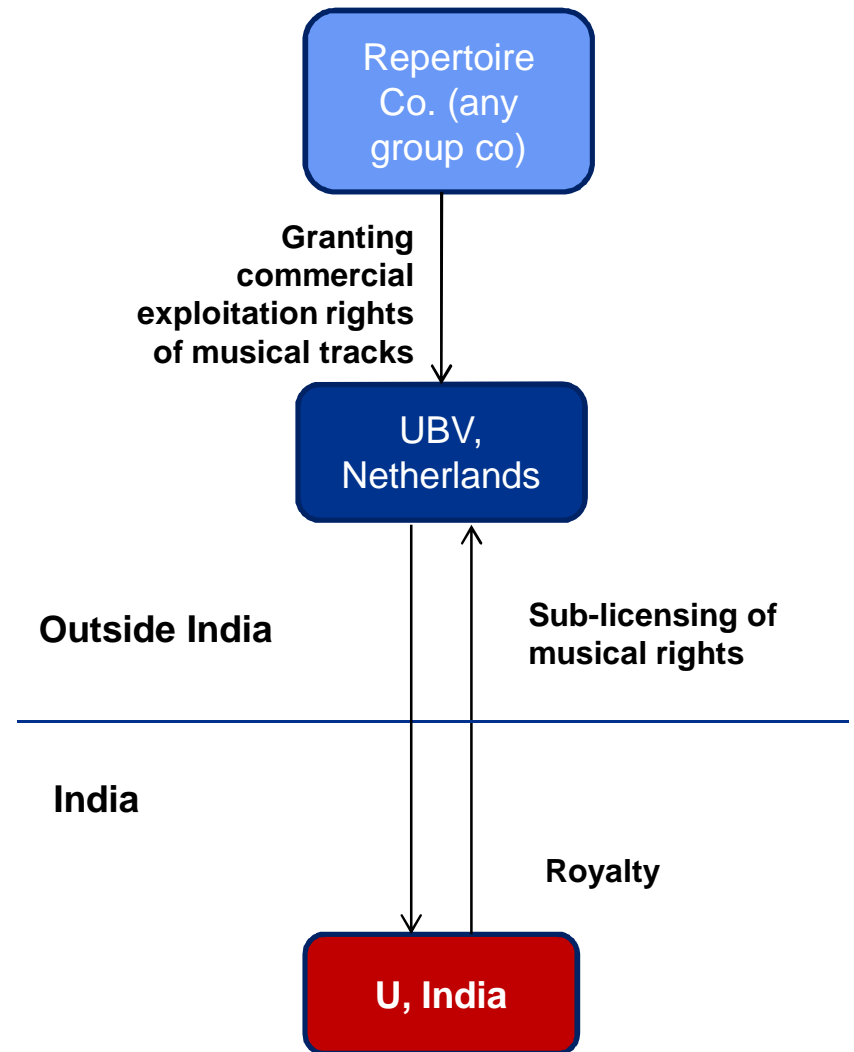 Repertoire
Co. (any
group co)
Granting
commercial
exploitation rights
of musical tracks
UBV,
Netherlands
Outside India
Sub-licensing of
musical rights
India
Royalty
U, India